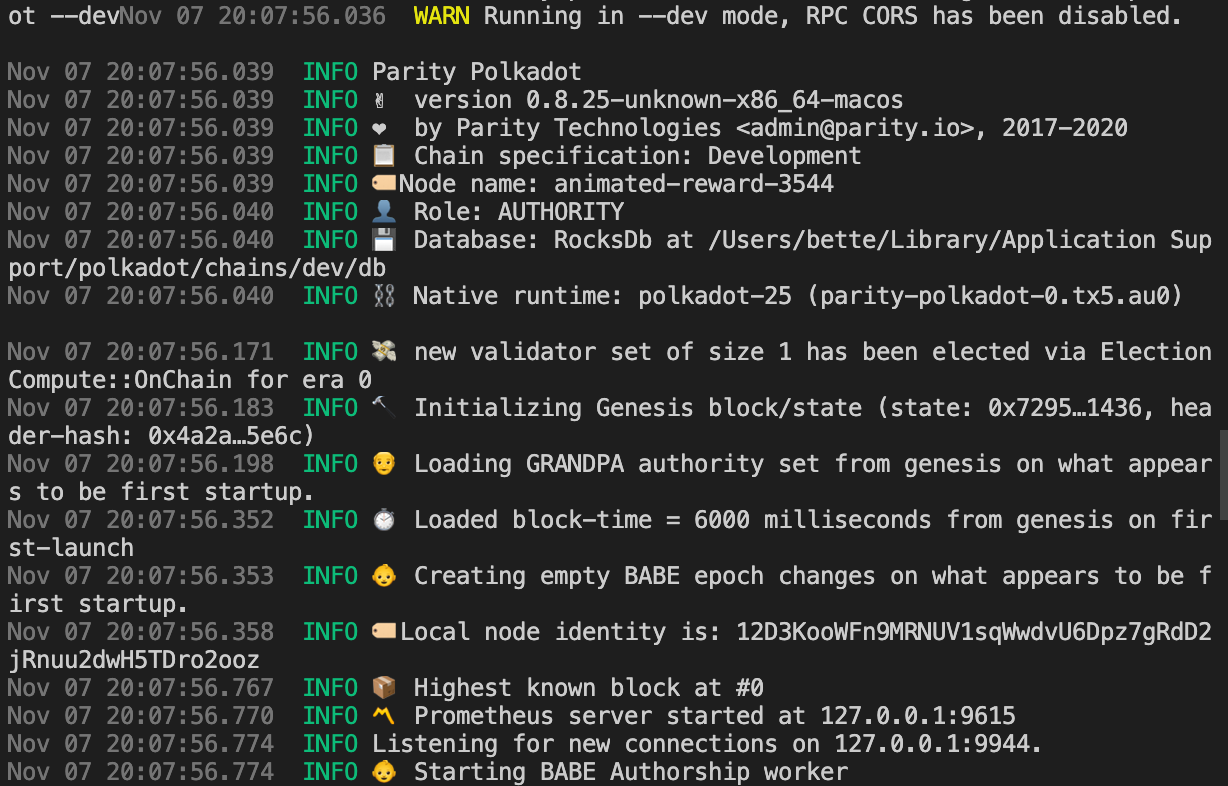 ot --devNov 07 20:07:56.036  WARN Running in --dev mode, RPC CORS has been disabled.
Nov 07 20:07:56.039  INFO Parity Polkadot
Nov 07 20:07:56.039  INFO ✌️  version 0.8.25-unknown-x86_64-macos
Nov 07 20:07:56.039  INFO ❤️  by Parity Technologies <admin@parity.io>, 2017-2020
Nov 07 20:07:56.039  INFO 📋 Chain specification: Development
Nov 07 20:07:56.039  INFO 🏷Node name: animated-reward-3544
Nov 07 20:07:56.040  INFO 👤 Role: AUTHORITY
Nov 07 20:07:56.040  INFO 💾 Database: RocksDb at /Users/bette/Library/Application Sup
port/polkadot/chains/dev/db
Nov 07 20:07:56.040  INFO ⛓ Native runtime: polkadot-25 (parity-polkadot-0.tx5.au0)
Nov 07 20:07:56.171  INFO 💸 new validator set of size 1 has been elected via Election
Compute::OnChain for era 0
Nov 07 20:07:56.183  INFO 🔨 Initializing Genesis block/state (state: 0x7295…1436, hea
der-hash: 0x4a2a…5e6c)
Nov 07 20:07:56.198  INFO 👴 Loading GRANDPA authority set from genesis on what appear
s to be first startup.
Nov 07 20:07:56.352  INFO ⏱ Loaded block-time = 6000 milliseconds from genesis on fir
st-launch
Nov 07 20:07:56.353  INFO 👶 Creating empty BABE epoch changes on what appears to be f
irst startup.
Nov 07 20:07:56.358  INFO 🏷Local node identity is: 12D3KooWFn9MRNUV1sqWwdvU6Dpz7gRdD2
jRnuu2dwH5TDro2ooz
Nov 07 20:07:56.767  INFO 📦 Highest known block at #0
Nov 07 20:07:56.770  INFO 〽️ Prometheus server started at 127.0.0.1:9615
Nov 07 20:07:56.774  INFO Listening for new connections on 127.0.0.1:9944.
Nov 07 20:07:56.774  INFO 👶 Starting BABE Authorship worker